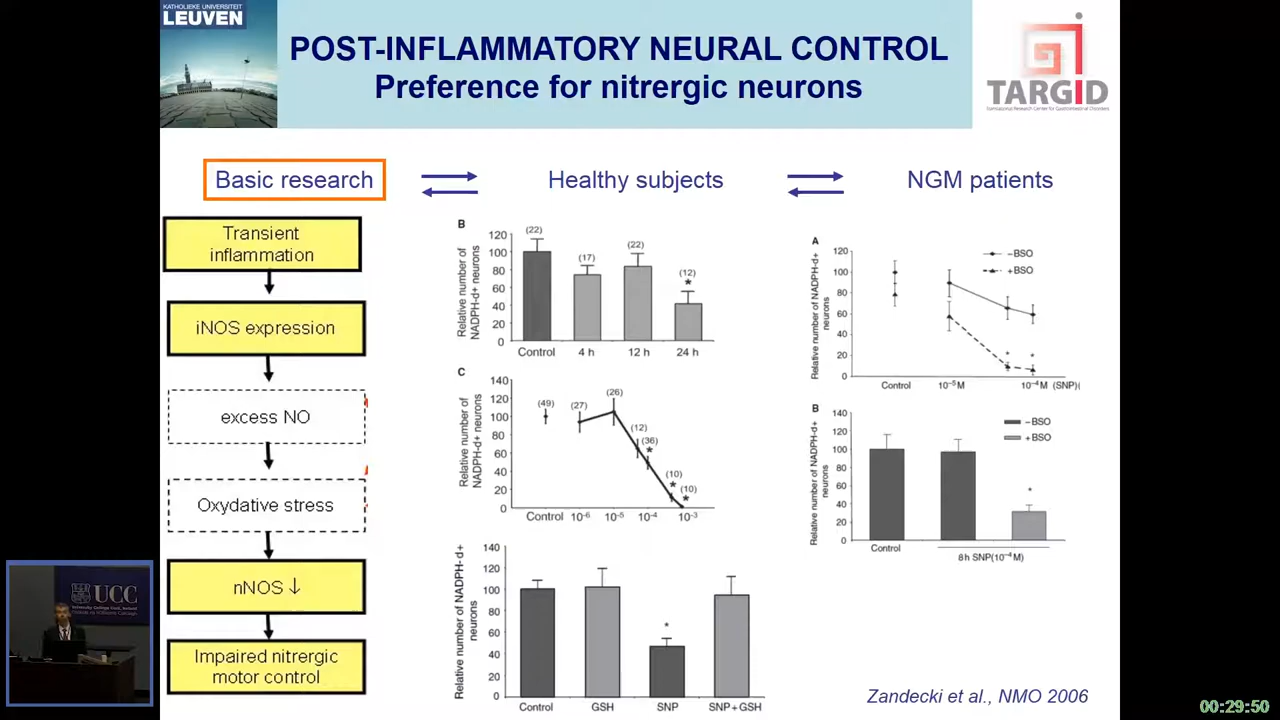 KATHOLIEKE UNIVERSITEIT
LEUVEN
POST-INFLAMMATORY NEURAL CONTROL
Preference for nitrergic neurons
TARGID
Basic research
Healthy subjects
NGM patients
Transient
inflammation
iNOS expression
excess NO
Oxydative stress
nNOS ↓
Impaired nitrergic
motor control
B
Relative number of
NADPH-d+ neurons
120
100
80
60
40
20
0
(22)
(17)
(22)
(12)
*
Control
4 h
12 h
24 h
C
Relative number of
NADPH-d+ neurons
140
120
100
80
60
40
20
0
(49)
(27)
(26)
(12)
(36)
*
(10)
*
(10)
*
Control
10⁻⁶
10⁻⁵
10⁻⁴
10⁻³
Relative number of NADPH-d+
neurons
140
120
100
80
60
40
20
0
*
Control
GSH
SNP
SNP+GSH
A
Relative number of NADPH-d+
neurons
120
100
80
60
40
20
0
−BSO
+BSO
*
*
Control
10⁻⁵M
10⁻⁴M
(SNP)(
B
Relative number of NADPH-d+
neurons
140
120
100
80
60
40
20
0
−BSO
+BSO
*
Control
8h SNP(10⁻⁴M)
Zandecki et al., NMO 2006
UCC
00:29:50